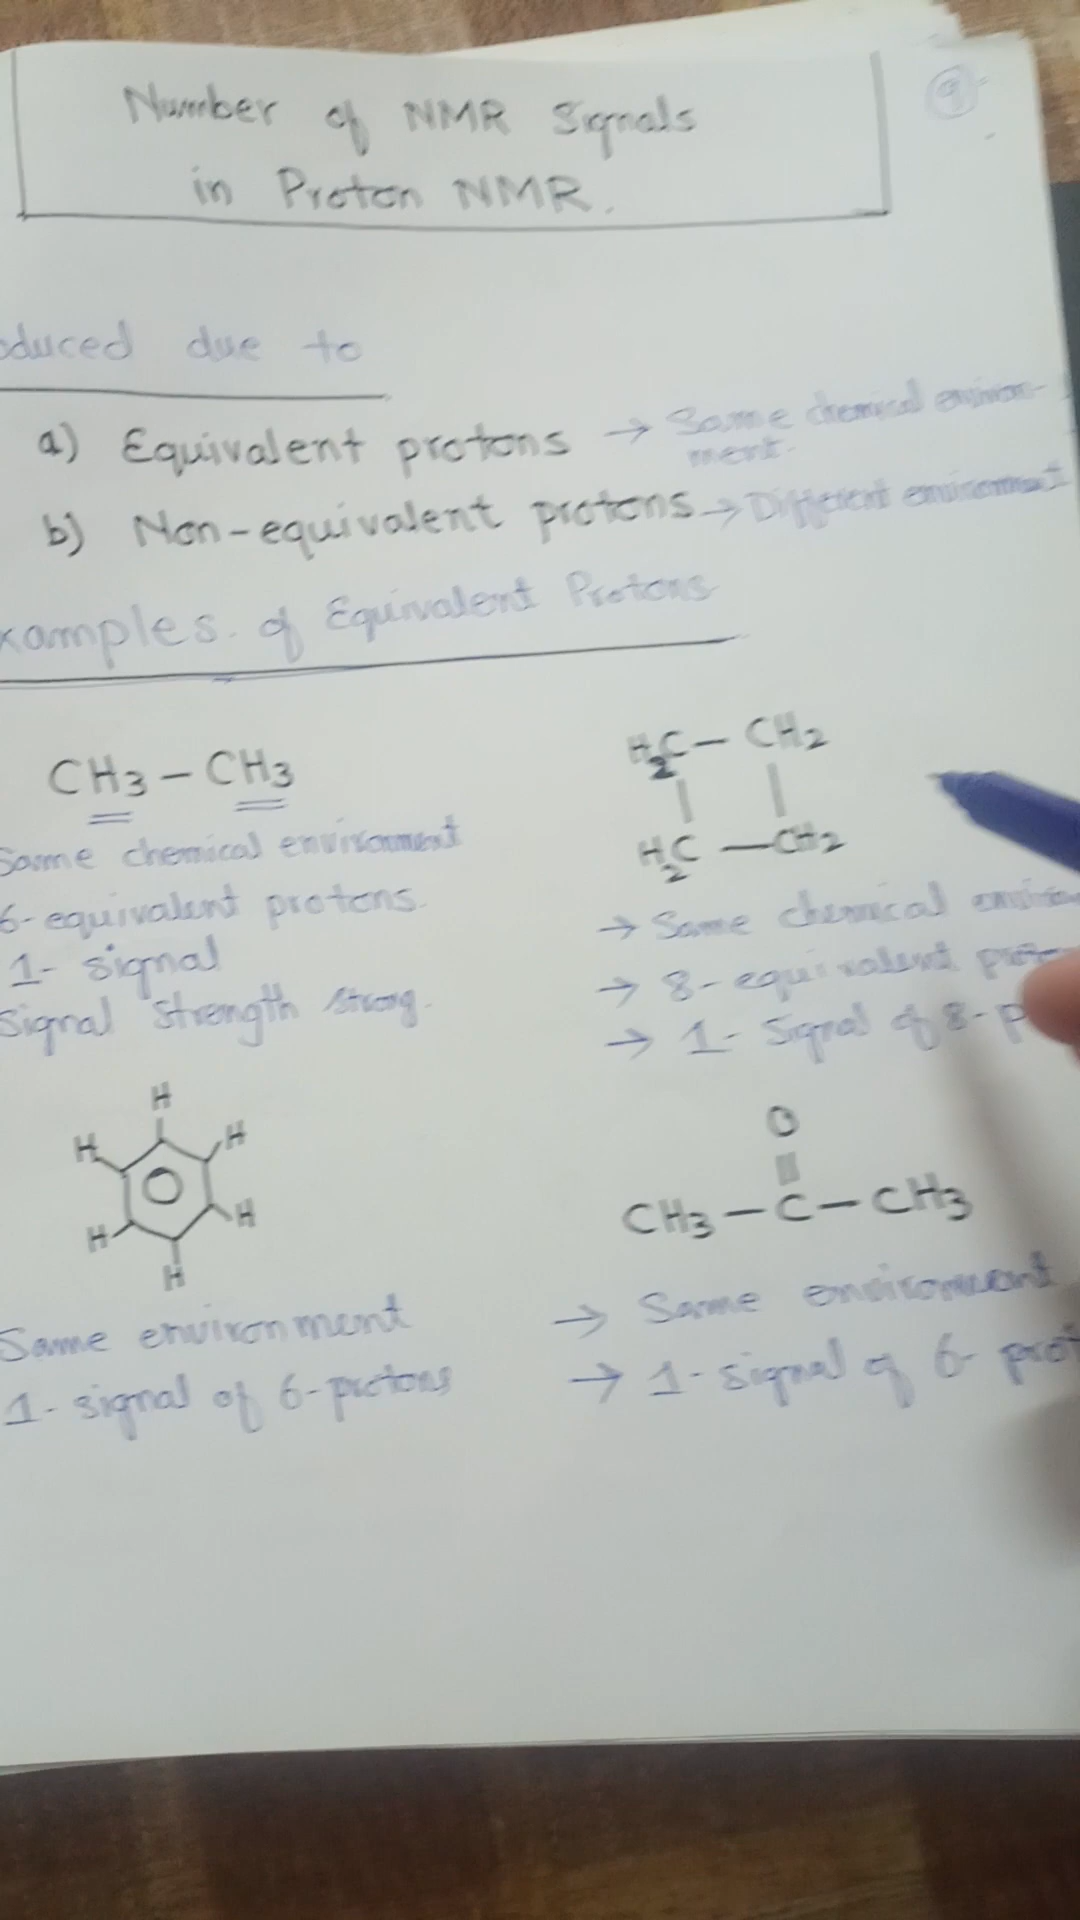 9
Number of NMR Signals
in Proton NMR.
oduced due to
a) Equivalent protons → Same chemical environ-
ment.
b) Non-equivalent protons → Different environment
xamples. of Equivalent Protons
CH3 - CH3
Same chemical environment
6-equivalent protons.
1- signal
Signal Strength strong.
H2C - CH2
H2C - CH2
→ Same chemical
→ 8-equivalent
→ 1- Signal of 8-p
H
H H
H H
H
Same environment
1- signal of 6-protons
O
CH3 - C - CH3
→ Same environment
→ 1- signal of 6- prot